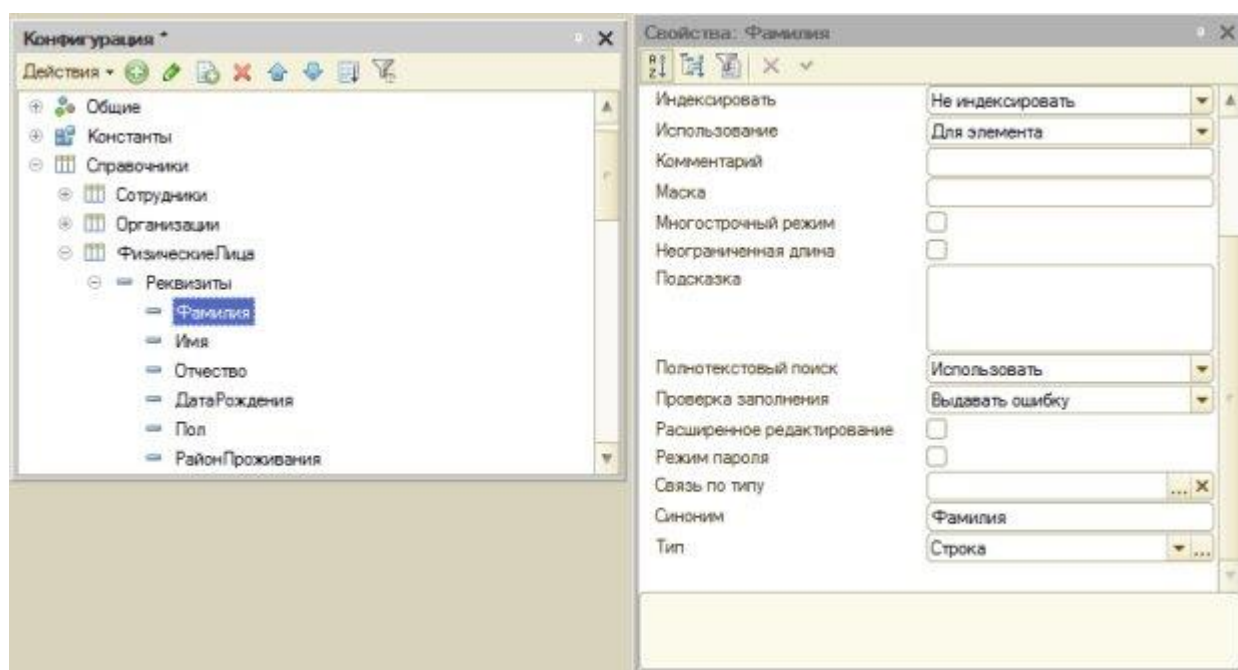 Конфигурация *
Действия
Общие
Константы
Справочники
Сотрудники
Организации
ФизическиеЛица
Реквизиты
Фамилия
Имя
Отчество
ДатаРождения
Пол
РайонПроживания
Свойства: Фамилия
Индексировать Не индексировать
Использование Для элемента
Комментарий
Маска
Многострочный режим
Неограниченная длина
Подсказка
Полнотекстовый поиск Использовать
Проверка заполнения Выдавать ошибку
Расширенное редактирование
Режим пароля
Связь по типу ...
Синоним Фамилия
Тип Строка ...